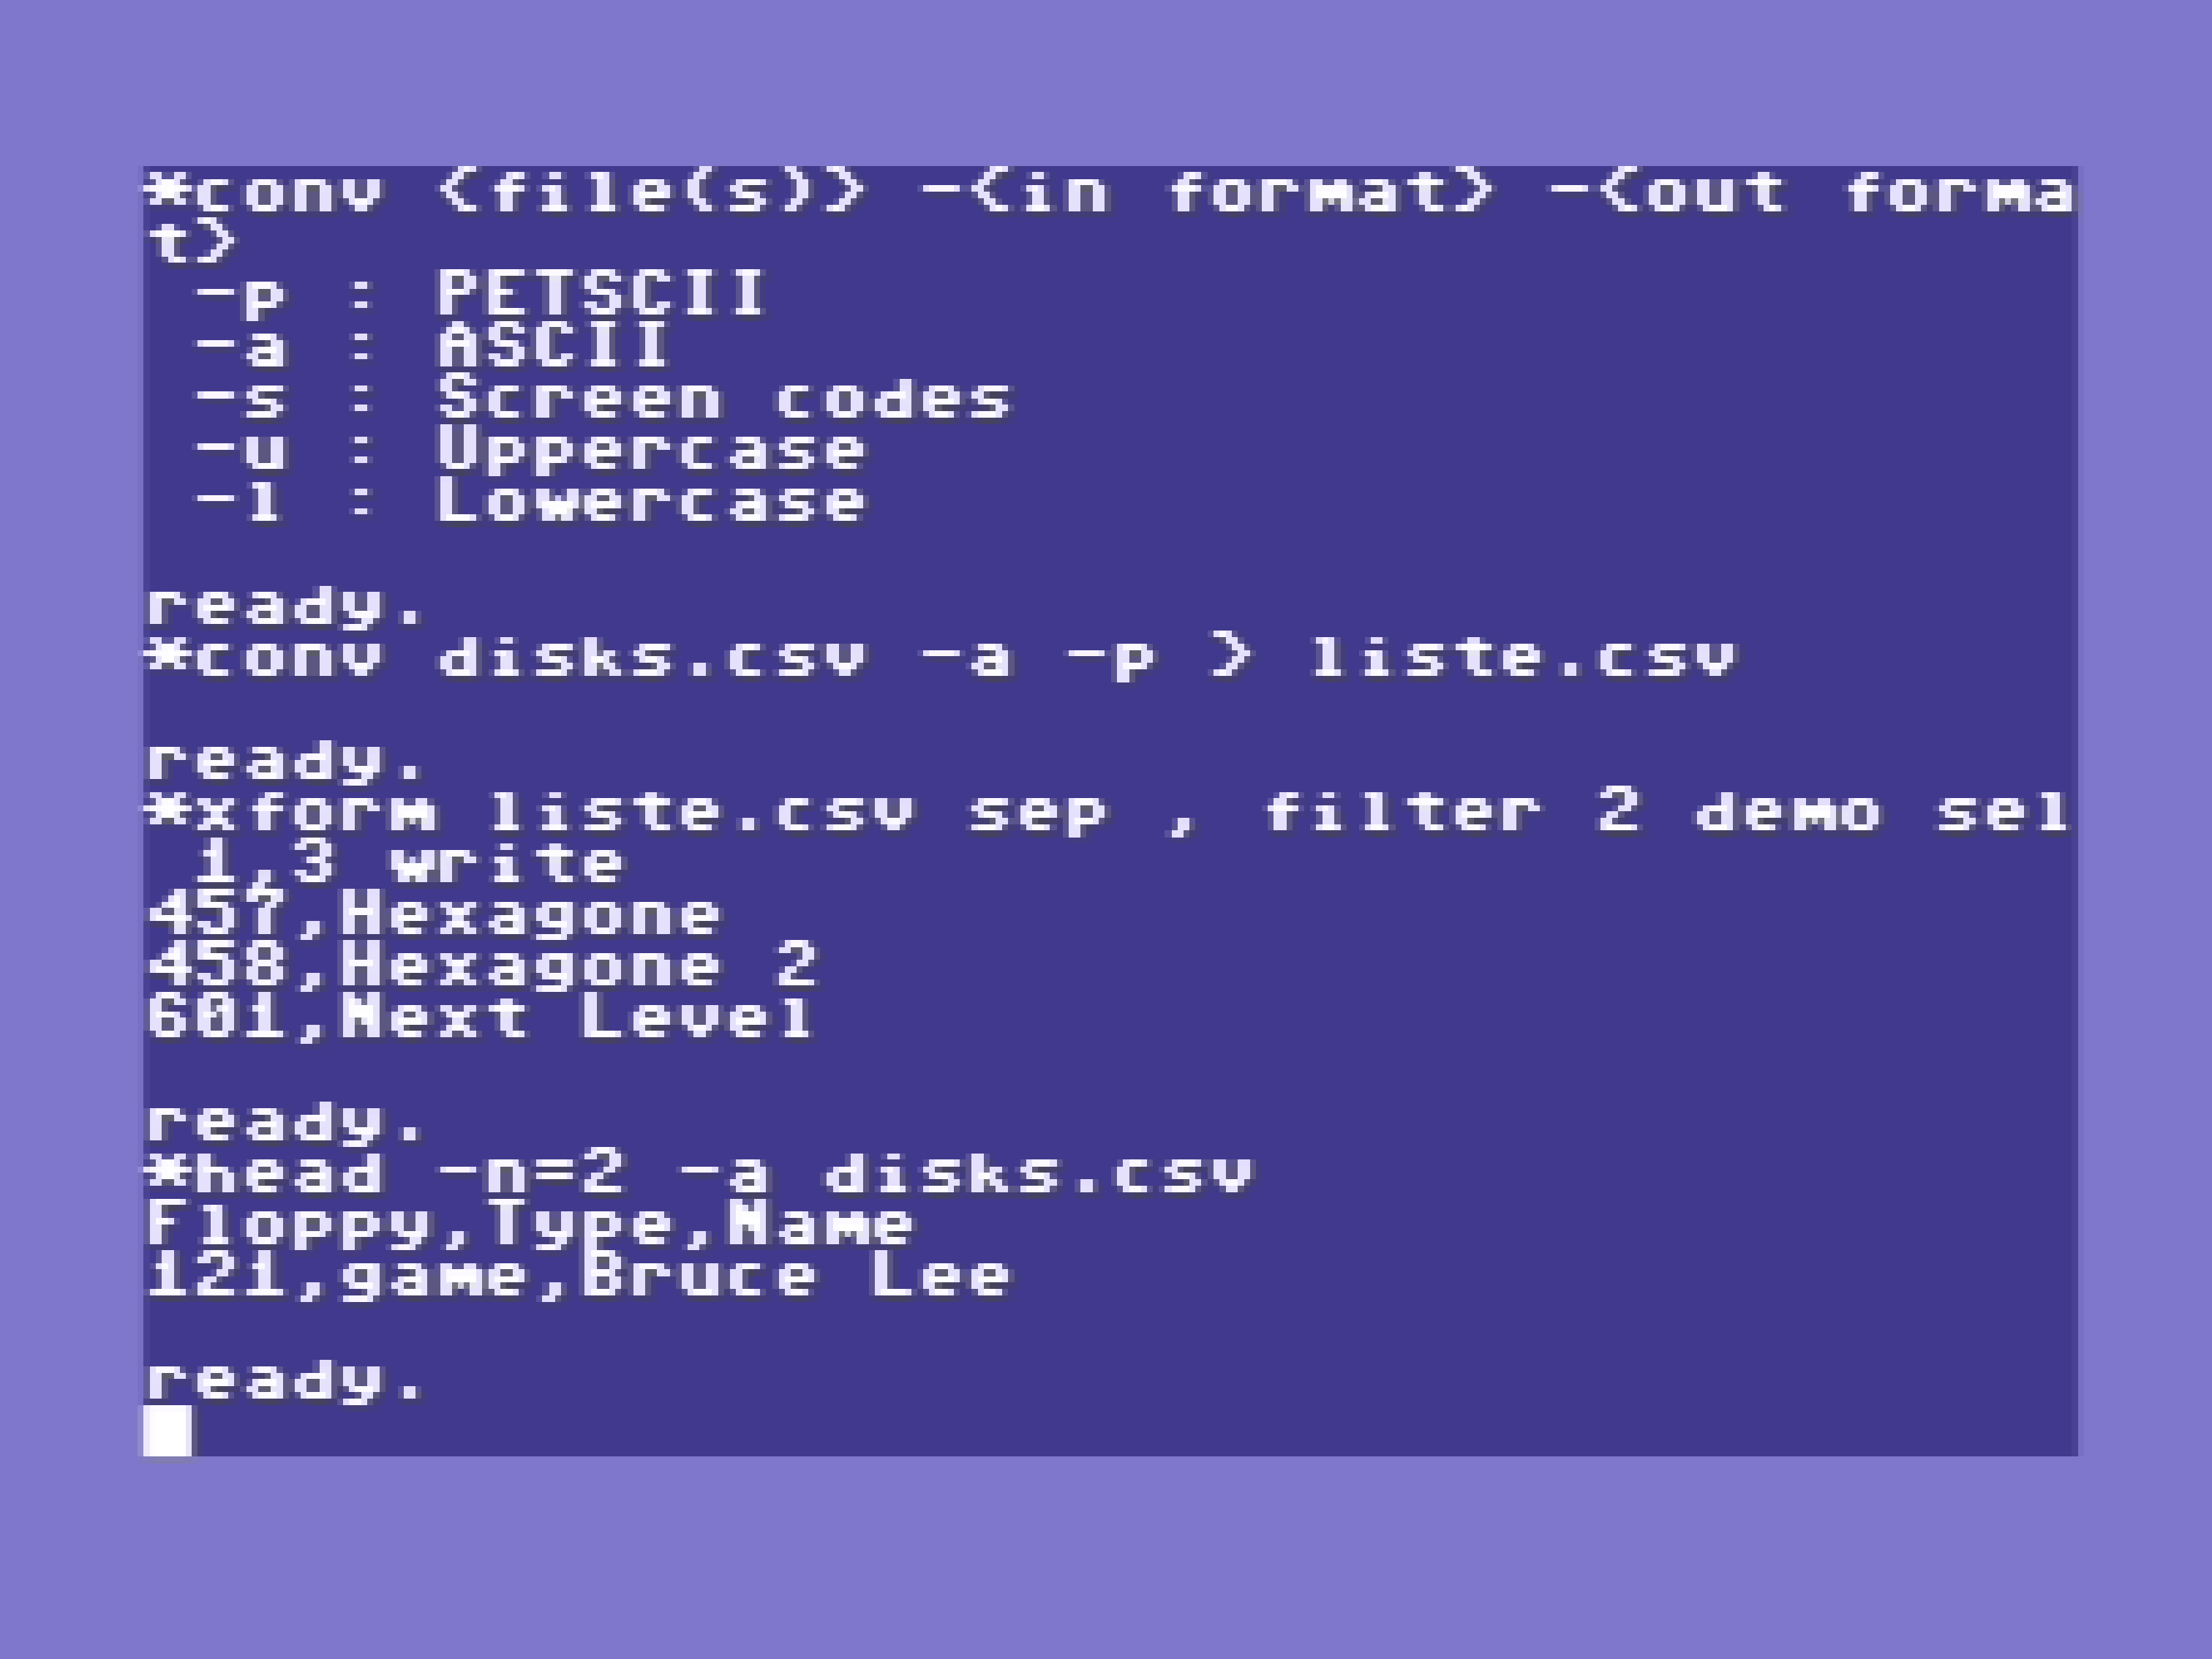 *conv <file(s)> -<in format> -<out forma
t>
 -p : PETSCII
 -a : ASCII
 -s : Screen codes
 -u : Uppercase
 -l : Lowercase
ready.
*conv disks.csv -a -p > liste.csv
ready.
*xform liste.csv sep , filter 2 demo sel
 1,3 write
457,Hexagone
458,Hexagone 2
601,Next Level
ready.
*head -n=2 -a disks.csv
Floppy,Type,Name
121,game,Bruce Lee
ready.